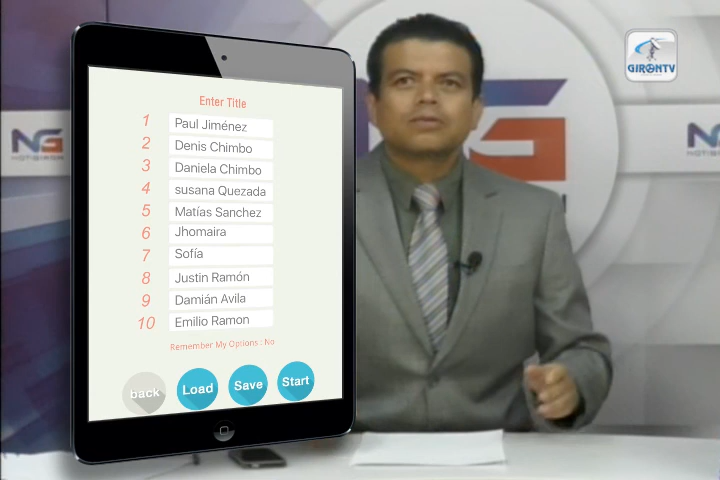 GIRONTV
Enter Title
1 Paul Jiménez
2 Denis Chimbo
3 Daniela Chimbo
4 susana Quezada
5 Matías Sanchez
6 Jhomaira
7 Sofía
8 Justin Ramón
9 Damián Avila
10 Emilio Ramon
Remember My Options : No
back Load Save Start
NG
NOTIGIRON
NG
NG